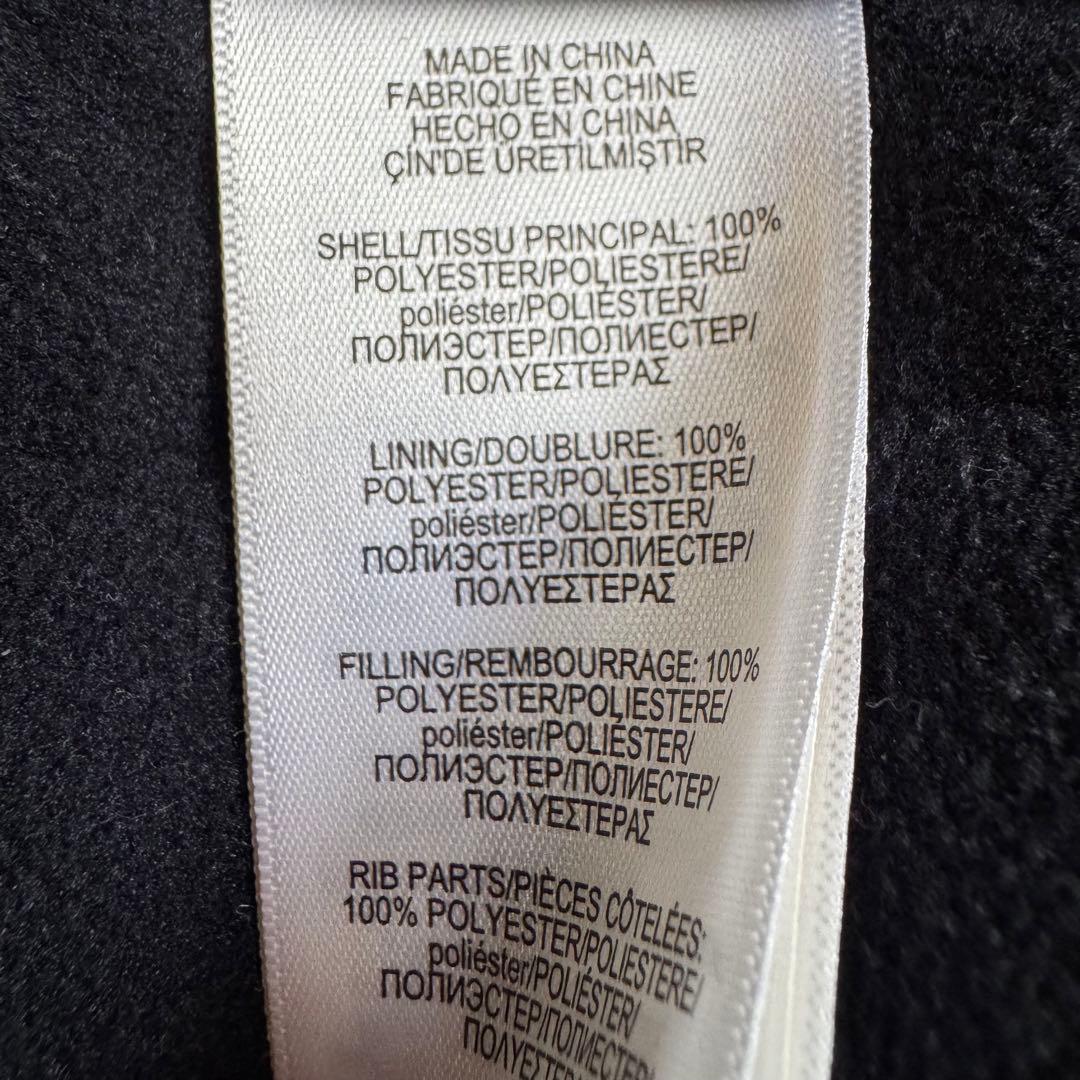 MADE IN CHINA
FABRIQUÉ EN CHINE
HECHO EN CHINA
ÇİN'DE ÜRETİLMİŞTİR
SHELL/TISSU PRINCIPAL: 100%
POLYESTER/POLIESTERE/
poliéster/POLIÉSTER/
ПОЛИЭСТЕР/ПОЛИЕСТЕР/
ΠΟΛΥΕΣΤΕΡΑΣ
LINING/DOUBLURE: 100%
POLYESTER/POLIESTERE/
poliéster/POLIÉSTER/
ПОЛИЭСТЕР/ПОЛИЕСТЕР/
ΠΟΛΥΕΣΤΕΡΑΣ
FILLING/REMBOURRAGE: 100%
POLYESTER/POLIESTERE/
poliéster/POLIÉSTER/
ПОЛИЭСТЕР/ПОЛИЕСТЕР/
ΠΟΛΥΕΣΤΕΡΑΣ
RIB PARTS/PIÈCES CÔTELÉES:
100% POLYESTER/POLIESTERE/
poliéster/POLIÉSTER/
ПОЛИЭСТЕР/ПОЛИЕСТЕР/